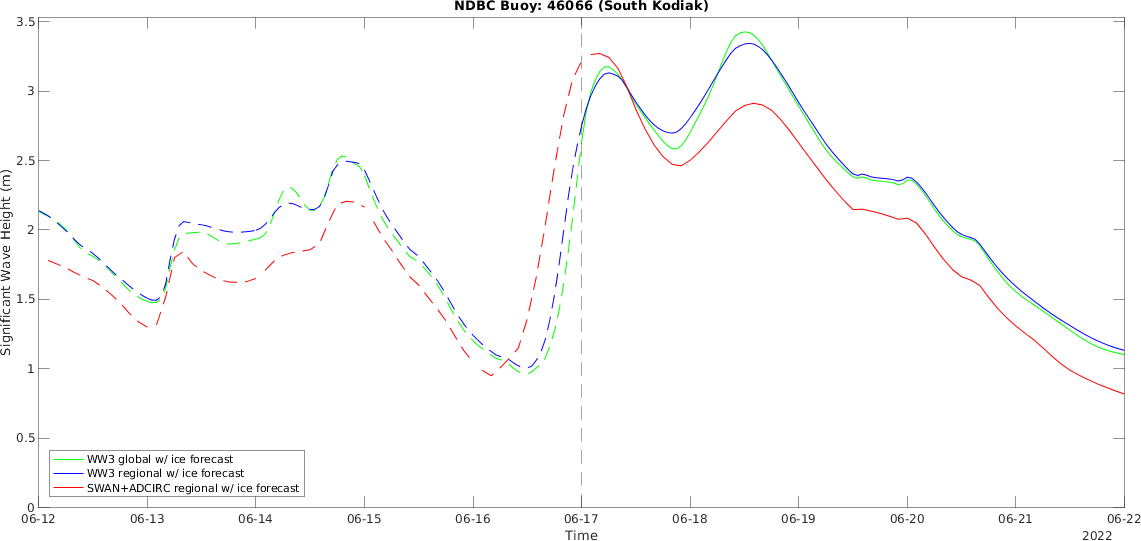 NDBC Buoy: 46066 (South Kodiak)
3.5
3
2.5
2
1.5
1
0.5
0
Significant Wave Height (m)
WW3 global w/ ice forecast
WW3 regional w/ ice forecast
SWAN+ADCIRC regional w/ ice forecast
06-12 06-13 06-14 06-15 06-16 06-17 06-18 06-19 06-20 06-21 06-22
Time
2022